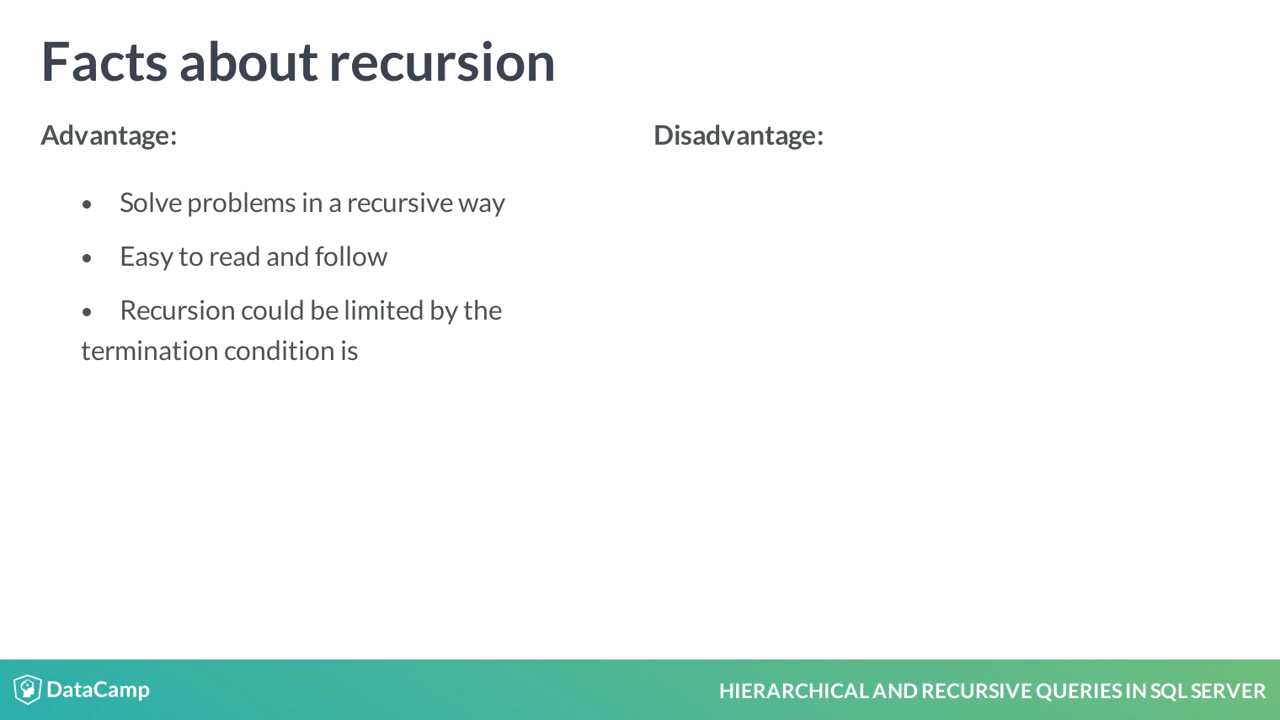 Facts about recursion
Advantage:
• Solve problems in a recursive way
• Easy to read and follow
• Recursion could be limited by the
termination condition is
Disadvantage:
DataCamp
HIERARCHICAL AND RECURSIVE QUERIES IN SQL SERVER